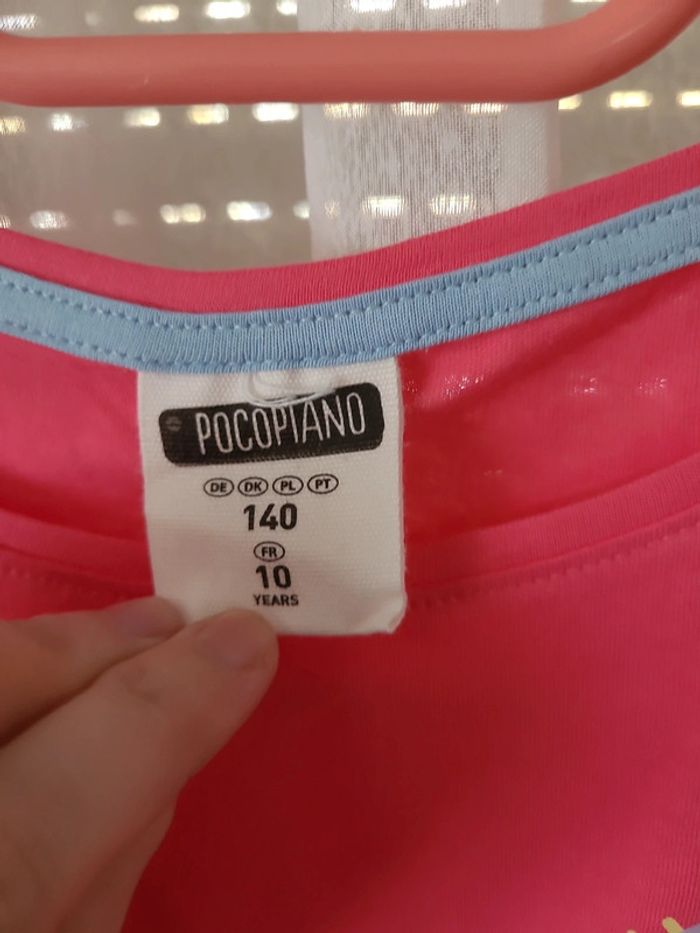 POCOPIANO
DE DK PL PT
140
FR
10
YEARS